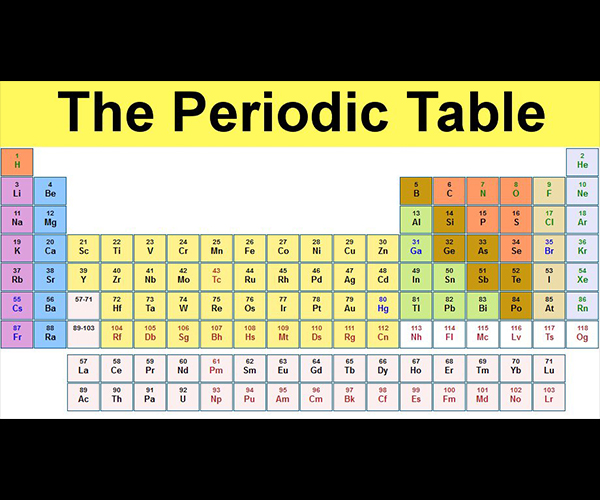 The Periodic Table
1 2
H He
3 4 5 6 7 8 9 10
Li Be B C N O F Ne
11 12 13 14 15 16 17 18
Na Mg Al Si P S Cl Ar
19 20 21 22 23 24 25 26 27 28 29 30 31 32 33 34 35 36
K Ca Sc Ti V Cr Mn Fe Co Ni Cu Zn Ga Ge As Se Br Kr
37 38 39 40 41 42 43 44 45 46 47 48 49 50 51 52 53 54
Rb Sr Y Zr Nb Mo Tc Ru Rh Pd Ag Cd In Sn Sb Te I Xe
55 56 57-71 72 73 74 75 76 77 78 79 80 81 82 83 84 85 86
Cs Ba Hf Ta W Re Os Ir Pt Au Hg Tl Pb Bi Po At Rn
87 88 89-103 104 105 106 107 108 109 110 111 112 113 114 115 116 117 118
Fr Ra Rf Db Sg Bh Hs Mt Ds Rg Cn Nh Fl Mc Lv Ts Og
57 58 59 60 61 62 63 64 65 66 67 68 69 70 71
La Ce Pr Nd Pm Sm Eu Gd Tb Dy Ho Er Tm Yb Lu
89 90 91 92 93 94 95 96 97 98 99 100 101 102 103
Ac Th Pa U Np Pu Am Cm Bk Cf Es Fm Md No Lr